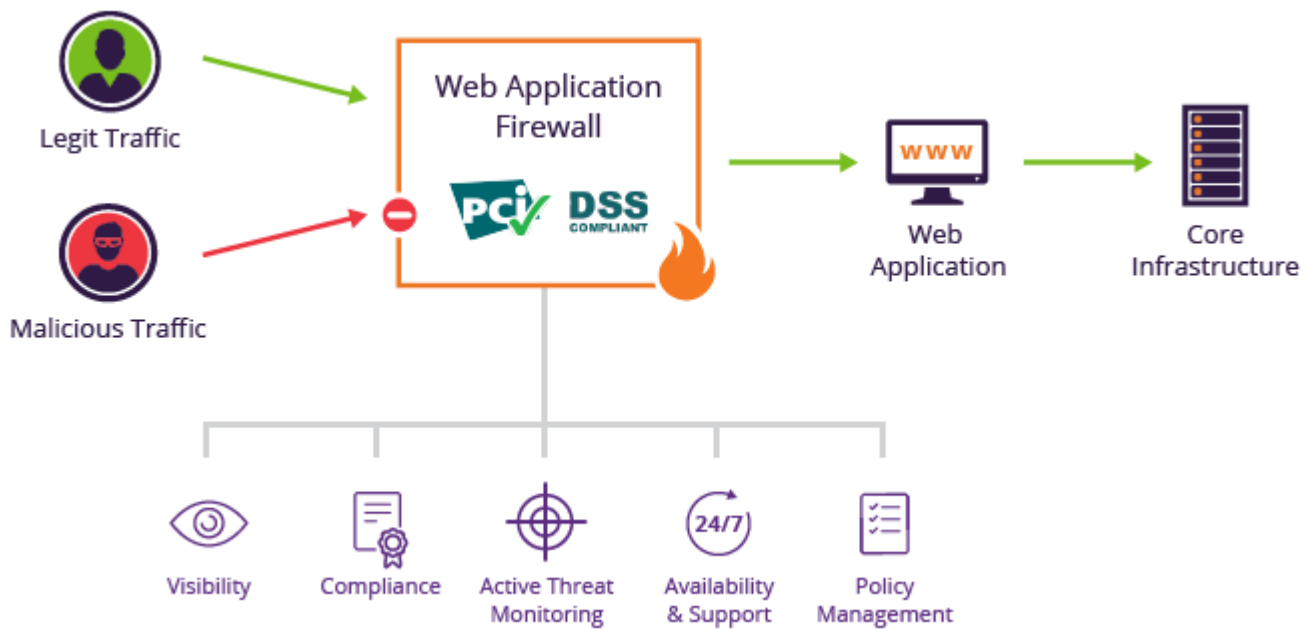 Legit Traffic
Malicious Traffic
Web Application
Firewall
PCi DSS
COMPLIANT
www
Web
Application
Core
Infrastructure
Visibility
Compliance
Active Threat
Monitoring
24/7
Availability
& Support
Policy
Management